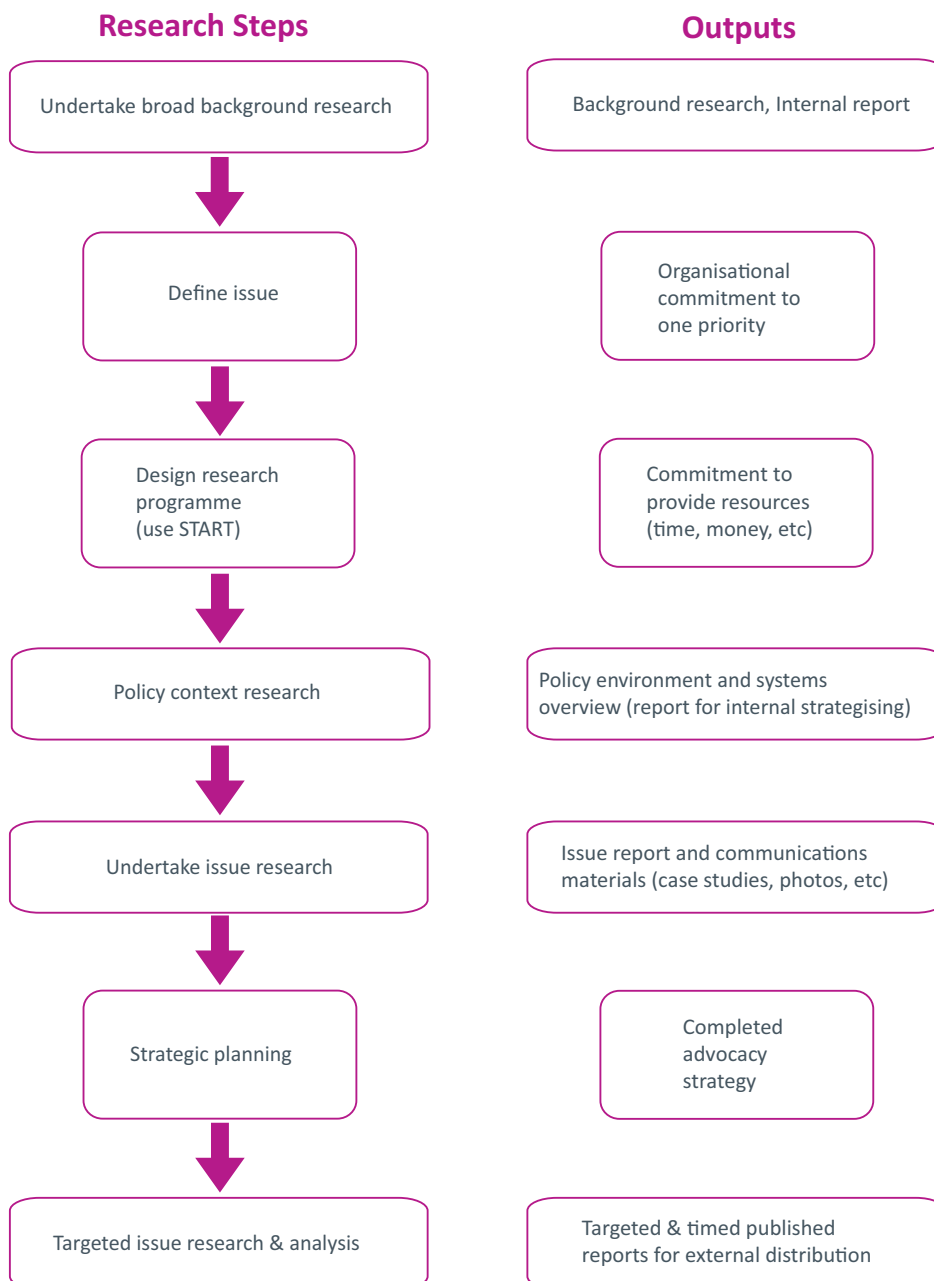 Research Steps
Outputs
Undertake broad background research
Background research, Internal report
Define issue
Organisational
commitment to
one priority
Design research
programme
(use START)
Commitment to
provide resources
(time, money, etc)
Policy context research
Policy environment and systems
overview (report for internal strategising)
Undertake issue research
Issue report and communications
materials (case studies, photos, etc)
Strategic planning
Completed
advocacy
strategy
Targeted issue research & analysis
Targeted & timed published
reports for external distribution